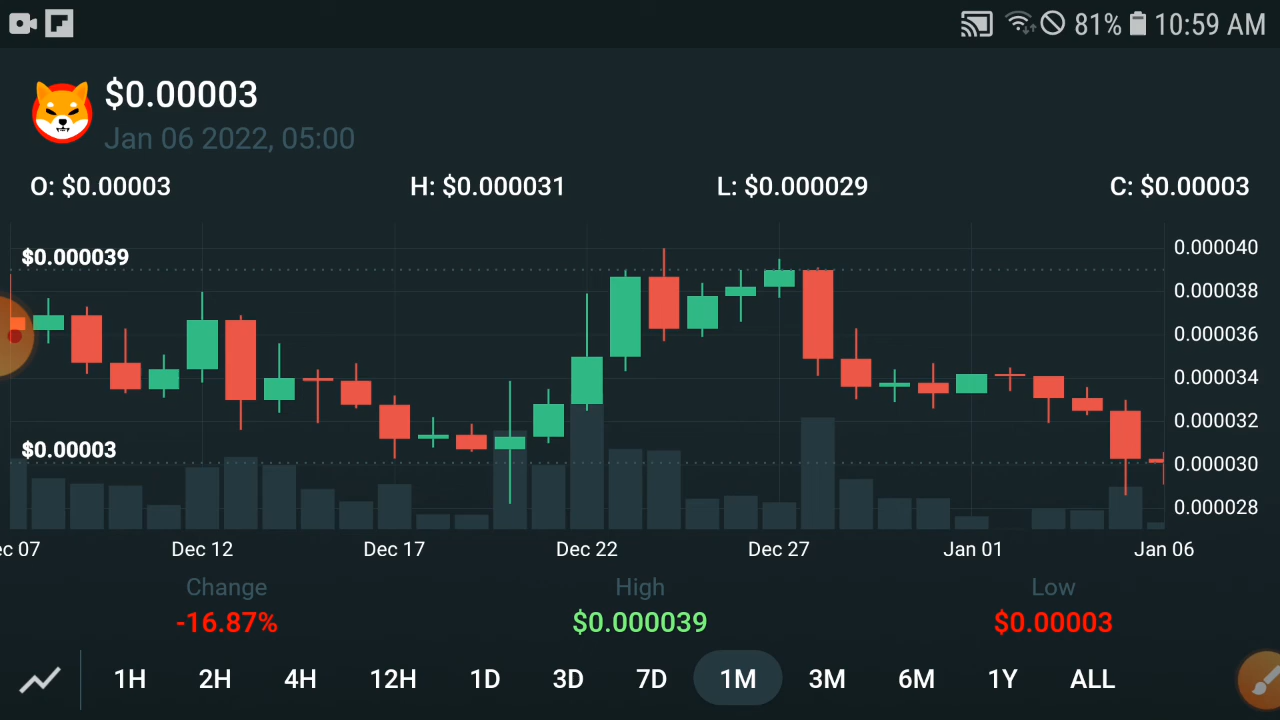 81% 10:59 AM
$0.00003
Jan 06 2022, 05:00
O: $0.00003 H: $0.000031 L: $0.000029 C: $0.00003
$0.000039
0.000040
0.000038
0.000036
0.000034
0.000032
$0.00003
0.000030
0.000028
ec 07 Dec 12 Dec 17 Dec 22 Dec 27 Jan 01 Jan 06
Change High Low
-16.87% $0.000039 $0.00003
1H 2H 4H 12H 1D 3D 7D 1M 3M 6M 1Y ALL